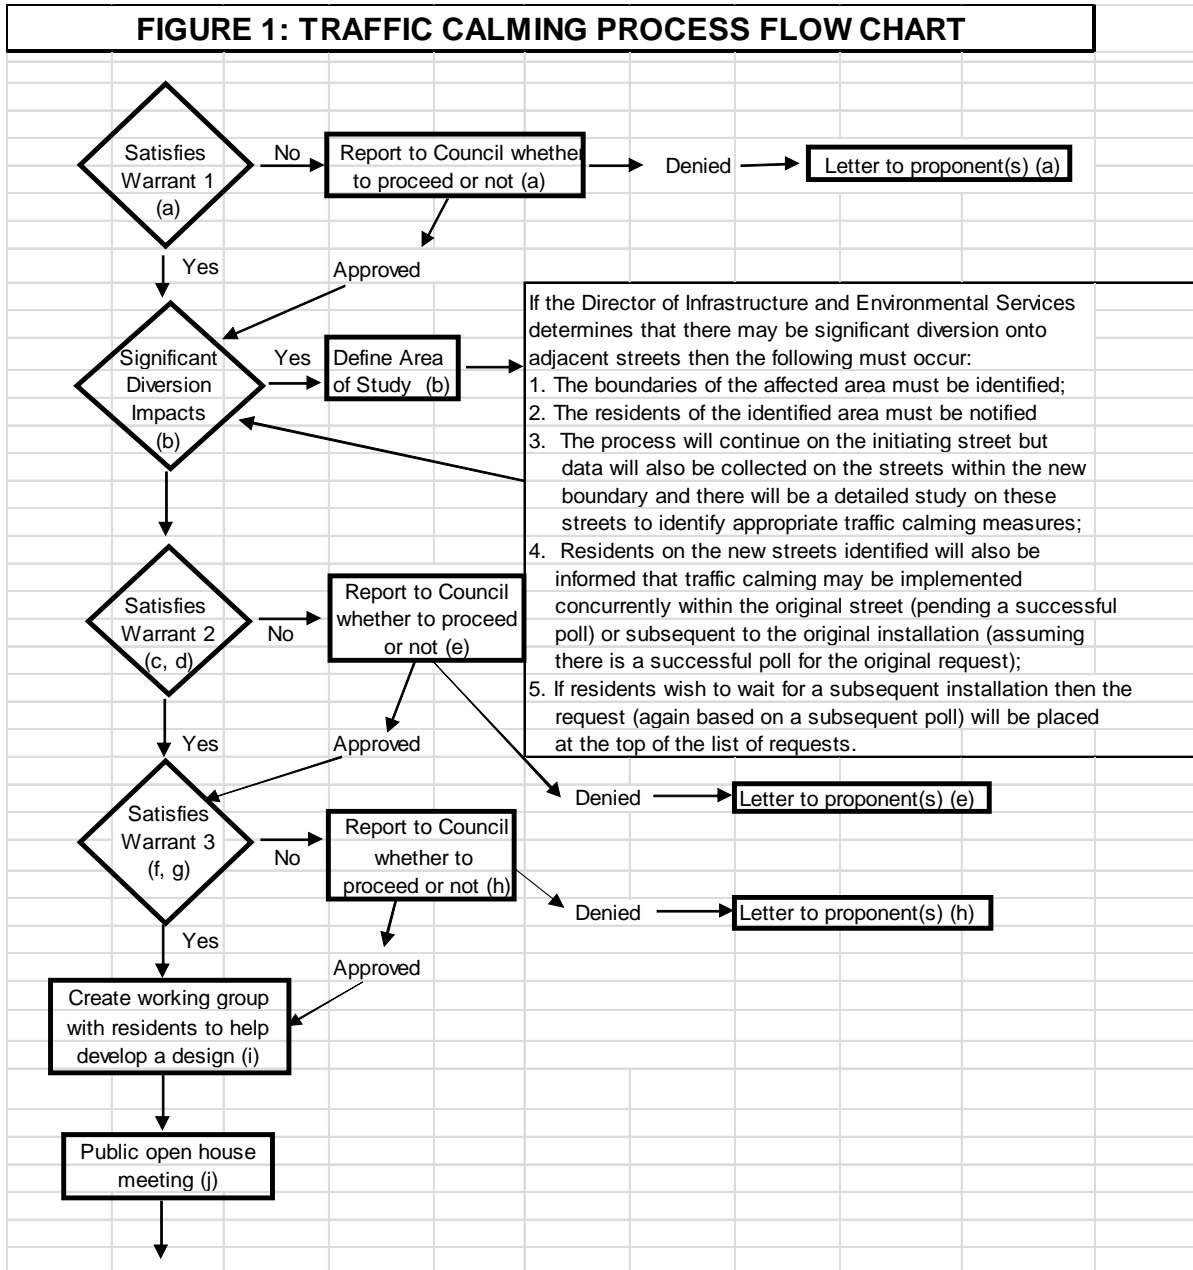 FIGURE 1: TRAFFIC CALMING PROCESS FLOW CHART
Satisfies
Warrant 1
(a)
No
Report to Council whether
to proceed or not (a)
Denied
Letter to proponent(s) (a)
Yes
Approved
Significant
Diversion
Impacts
(b)
Yes
Define Area
of Study (b)
If the Director of Infrastructure and Environmental Services
determines that there may be significant diversion onto
adjacent streets then the following must occur:
1. The boundaries of the affected area must be identified;
2. The residents of the identified area must be notified
3. The process will continue on the initiating street but
data will also be collected on the streets within the new
boundary and there will be a detailed study on these
streets to identify appropriate traffic calming measures;
4. Residents on the new streets identified will also be
informed that traffic calming may be implemented
concurrently within the original street (pending a successful
poll) or subsequent to the original installation (assuming
there is a successful poll for the original request);
5. If residents wish to wait for a subsequent installation then the
request (again based on a subsequent poll) will be placed
at the top of the list of requests.
Satisfies
Warrant 2
(c, d)
No
Report to Council
whether to proceed
or not (e)
Yes
Approved
Denied
Letter to proponent(s) (e)
Satisfies
Warrant 3
(f, g)
No
Report to Council
whether to
proceed or not (h)
Denied
Letter to proponent(s) (h)
Yes
Approved
Create working group
with residents to help
develop a design (i)
Public open house
meeting (j)